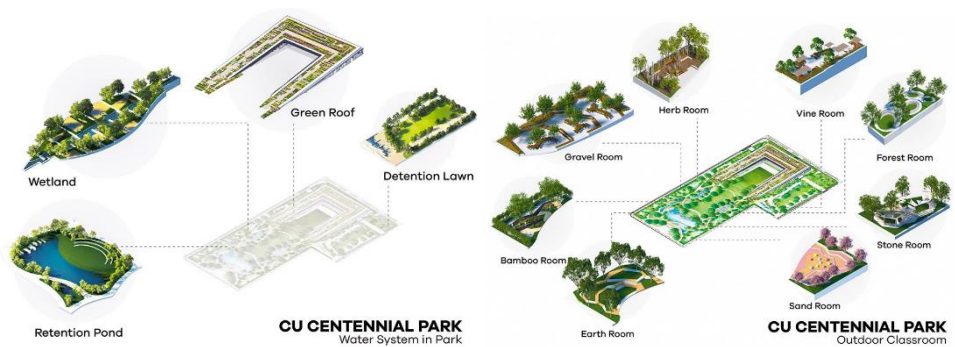 Green Roof
Wetland
Detention Lawn
Retention Pond
CU CENTENNIAL PARK
Water System in Park
Herb Room
Vine Room
Gravel Room
Forest Room
Bamboo Room
Stone Room
Sand Room
Earth Room
CU CENTENNIAL PARK
Outdoor Classroom